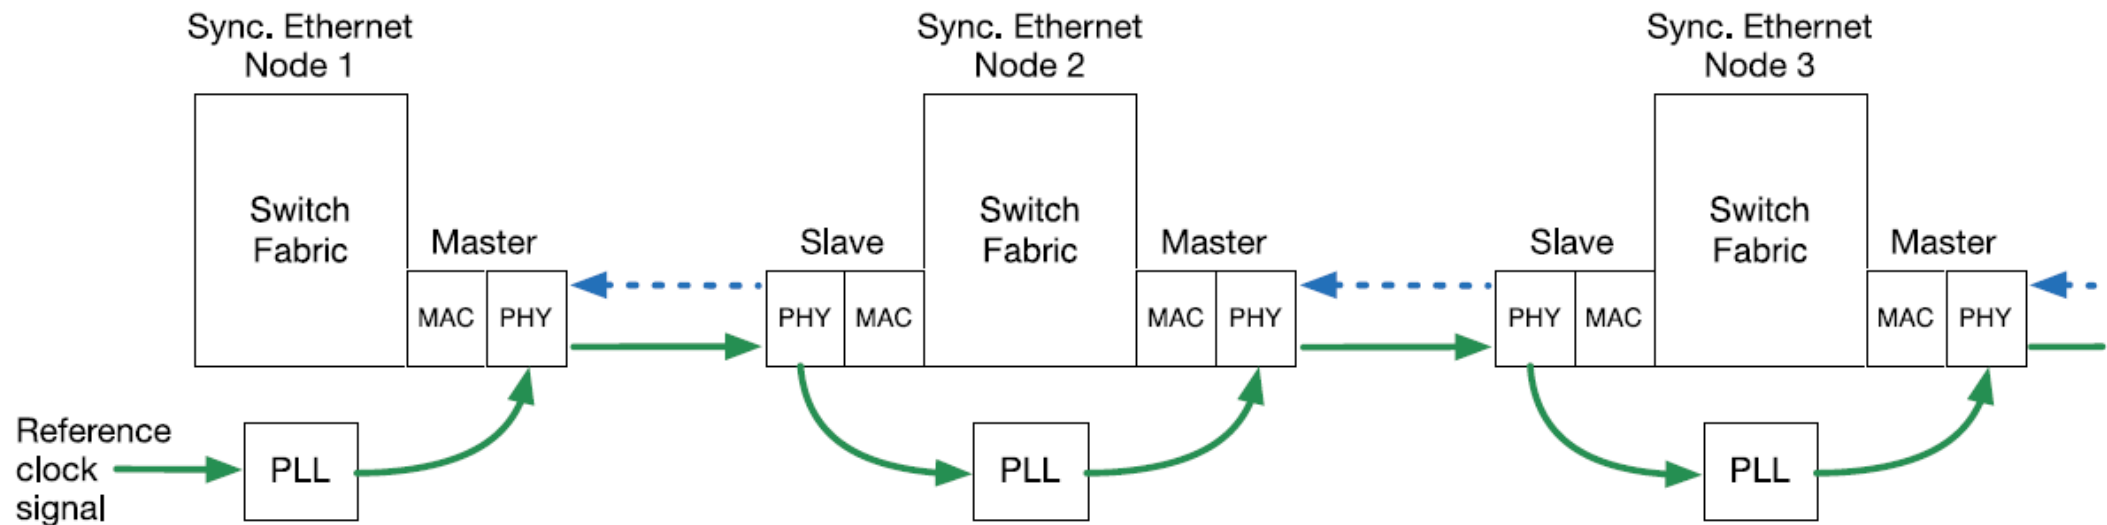 Sync. Ethernet
Node 1
Sync. Ethernet
Node 2
Sync. Ethernet
Node 3
Switch
Fabric
Master
MAC
PHY
Slave
PHY
MAC
Switch
Fabric
Master
MAC
PHY
Slave
PHY
MAC
Switch
Fabric
Master
MAC
PHY
Reference
clock
signal
PLL
PLL
PLL